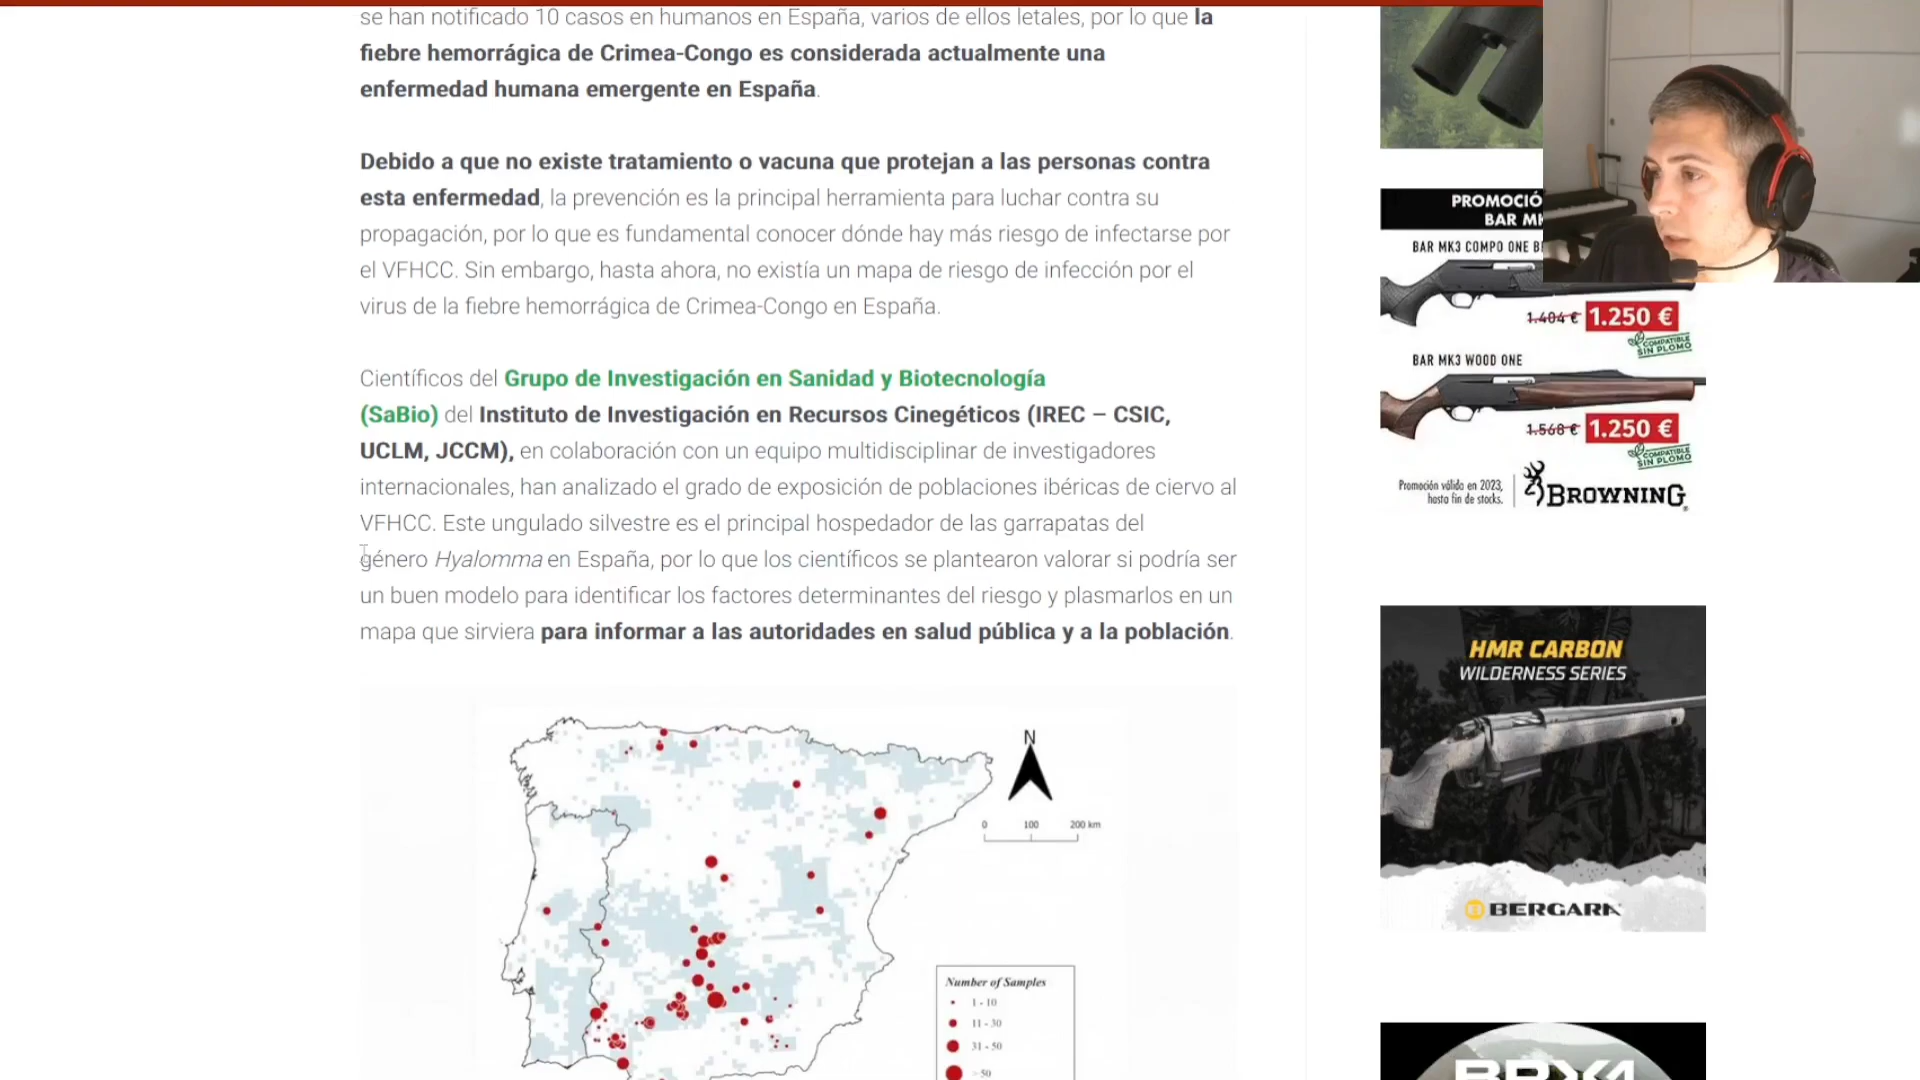 se han notificado 10 casos en humanos en España, varios de ellos letales, por lo que la
fiebre hemorrágica de Crimea-Congo es considerada actualmente una
enfermedad humana emergente en España.
Debido a que no existe tratamiento o vacuna que protejan a las personas contra
esta enfermedad, la prevención es la principal herramienta para luchar contra su
propagación, por lo que es fundamental conocer dónde hay más riesgo de infectarse por
el VFHCC. Sin embargo, hasta ahora, no existía un mapa de riesgo de infección por el
virus de la fiebre hemorrágica de Crimea-Congo en España.
Científicos del Grupo de Investigación en Sanidad y Biotecnología
(SaBio) del Instituto de Investigación en Recursos Cinegéticos (IREC – CSIC,
UCLM, JCCM), en colaboración con un equipo multidisciplinar de investigadores
internacionales, han analizado el grado de exposición de poblaciones ibéricas de ciervo al
VFHCC. Este ungulado silvestre es el principal hospedador de las garrapatas del
género Hyalomma en España, por lo que los científicos se plantearon valorar si podría ser
un buen modelo para identificar los factores determinantes del riesgo y plasmarlos en un
mapa que sirviera para informar a las autoridades en salud pública y a la población.
N
0 100 200 km
Number of Samples
1 - 10
11 - 30
31 - 50
> 50
PROMOCIÓ
BAR MK
BAR MK3 COMPO ONE B
1.404 € 1.250 €
COMPATIBLE
SIN PLOMO
BAR MK3 WOOD ONE
1.568 € 1.250 €
COMPATIBLE
SIN PLOMO
Promoción válida en 2023,
hasta fin de stocks.
BROWNING
HMR CARBON
WILDERNESS SERIES
BERGARA